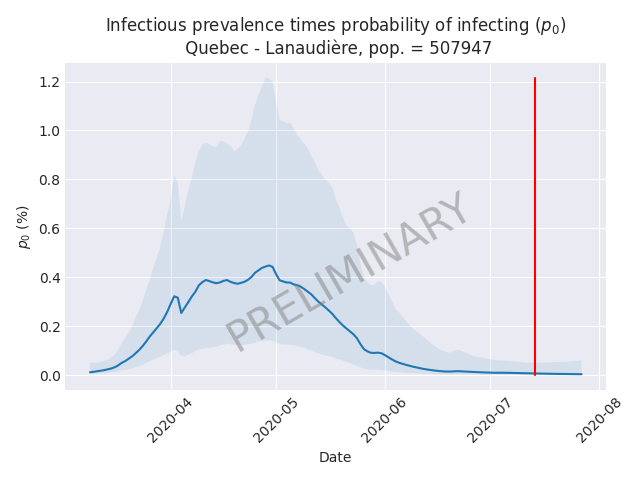 Infectious prevalence times probability of infecting (p₀)
Quebec - Lanaudière, pop. = 507947
1.2
1.0
0.8
0.6
0.4
0.2
0.0
p₀ (%)
PRELIMINARY
2020-04
2020-05
2020-06
2020-07
2020-08
Date